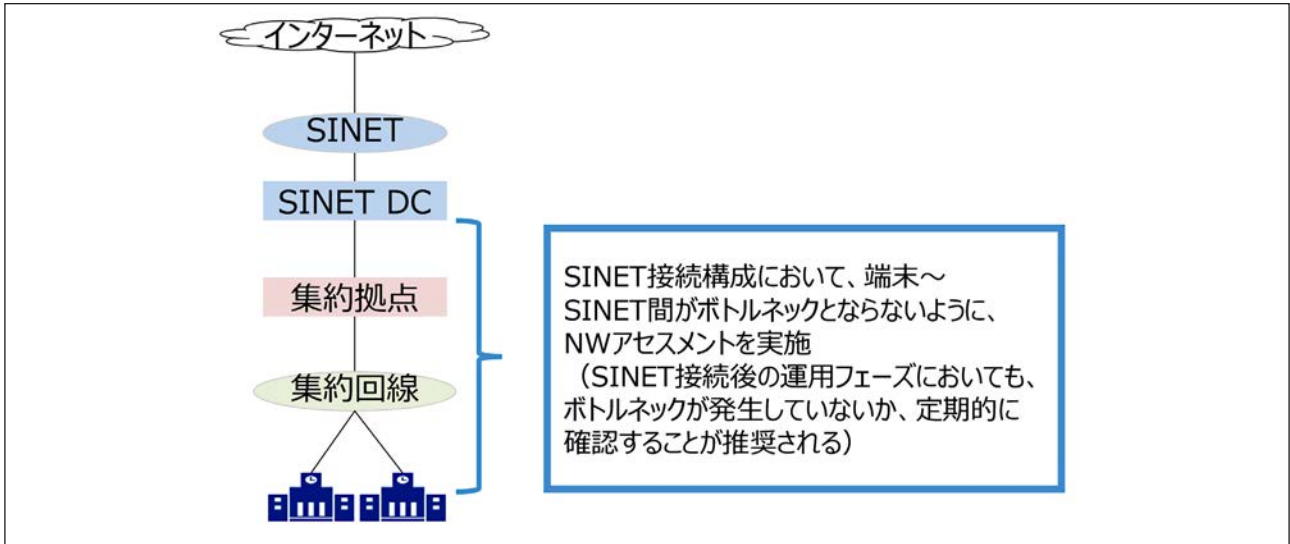 インターネット
SINET
SINET DC
集約拠点
集約回線
SINET接続構成において、端末～
SINET間がボトルネックとならないように、
NWアセスメントを実施
（SINET接続後の運用フェーズにおいても、
ボトルネックが発生していないか、定期的に
確認することが推奨される）